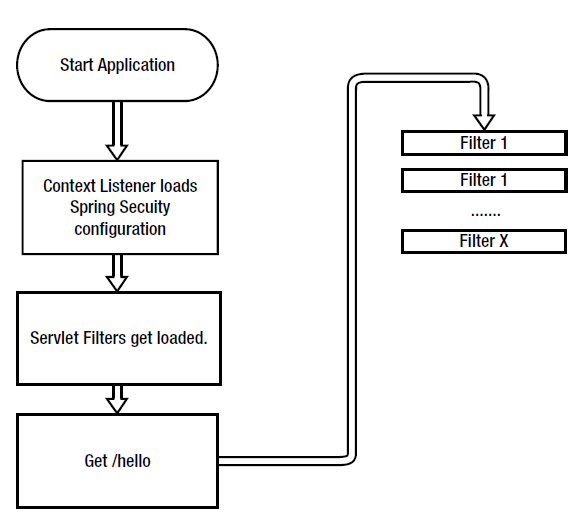 Start Application
Context Listener loads
Spring Secuity
configuration
Servlet Filters get loaded.
Get /hello
Filter 1
Filter 1
.......
Filter X